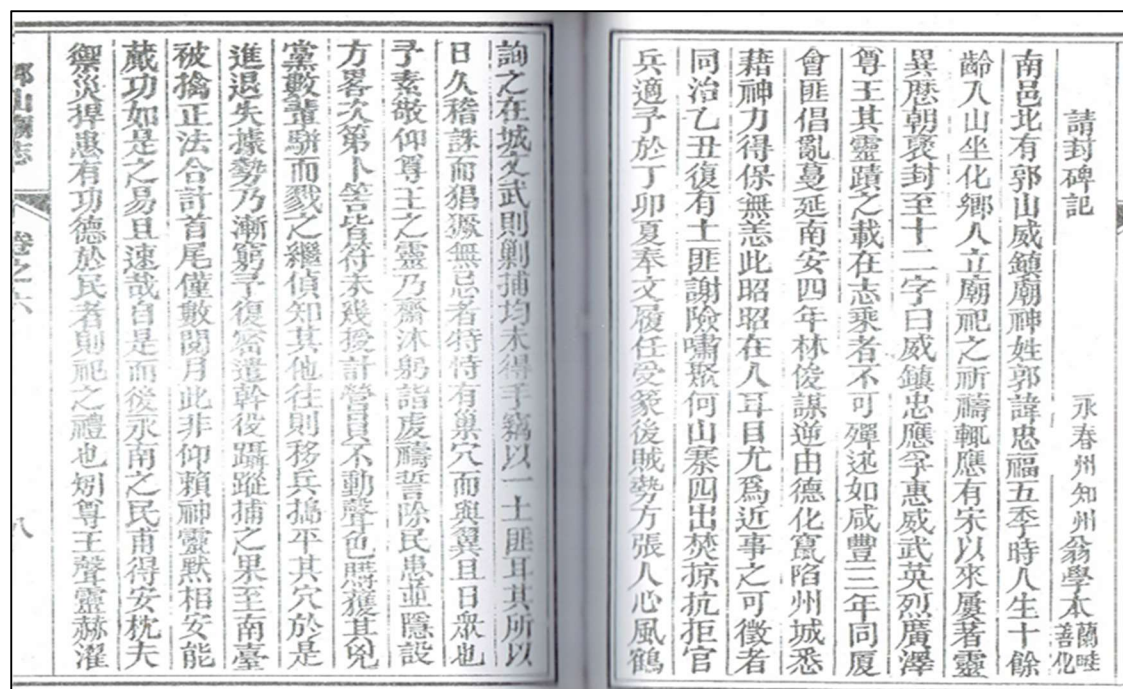 請封碑記
永春州知州翁學本蘭畦善化
南邑北有郭山威鎮廟神姓郭諱忠福五季時人生十餘
齡入山坐化鄉人立廟祀之祈禱輒應有宋以來屢著靈
異歷朝褒封至十二字曰威鎮忠應孚惠威武英烈廣澤
尊王其靈蹟之載在志乘者不可殫述如咸豐三年同厦
會匪倡亂蔓延南安四年林俊謀逆由德化竄陷州城悉
藉神力得保無恙此昭昭在人耳目尤爲近事之可徵者
同治乙丑復有土匪謝險嘯聚何山寨四出焚掠抗拒官
兵適予於丁卯夏奉文履任受篆後賊勢方張人心風鶴
詢之在城文武則剿捕均未得手竊以一土匪耳其所以
日久稽誅而猖獗無忌者特恃有巢穴而與翼且日衆也
予素敬仰尊王之靈乃齋沐躬詣虔禱誓除民患並隱設
方畧次第卜筶皆符未幾授計營員不動聲色悉獲其兇
黨數輩駢而戮之繼偵知其他往則移兵搗平其穴於是
進退失據勢乃漸窮予復密遣幹役躡蹤捕之果至南臺
被擒正法合計首尾僅數閱月此非仰賴神靈黙相安能
蕆功如是之易且速哉自是而後永南之民甫得安枕夫
禦災捍患有功德於民者則祀之禮也矧尊王聲靈赫濯
郭山廟志
卷之六
八